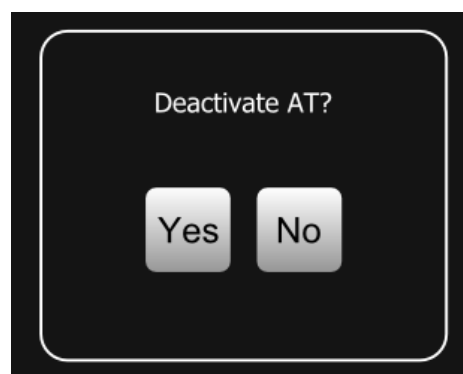 Deactivate AT?
Yes No